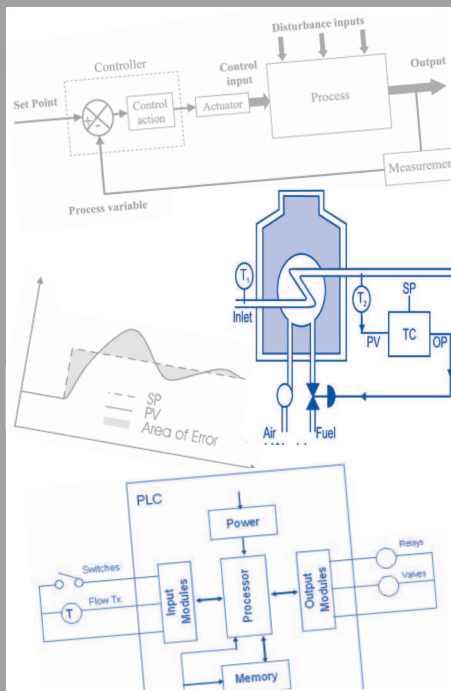 Disturbance inputs
Controller
Control
input
Output
Set Point
+
-
Control
action
Actuator
Process
Measurement
Process variable
T1
Inlet
T2
SP
PV
TC
OP
Air
Fuel
SP
PV
Area of Error
PLC
Power
Switches
Flow Tx.
T
Input Modules
Processor
Output Modules
Relays
Valves
Memory